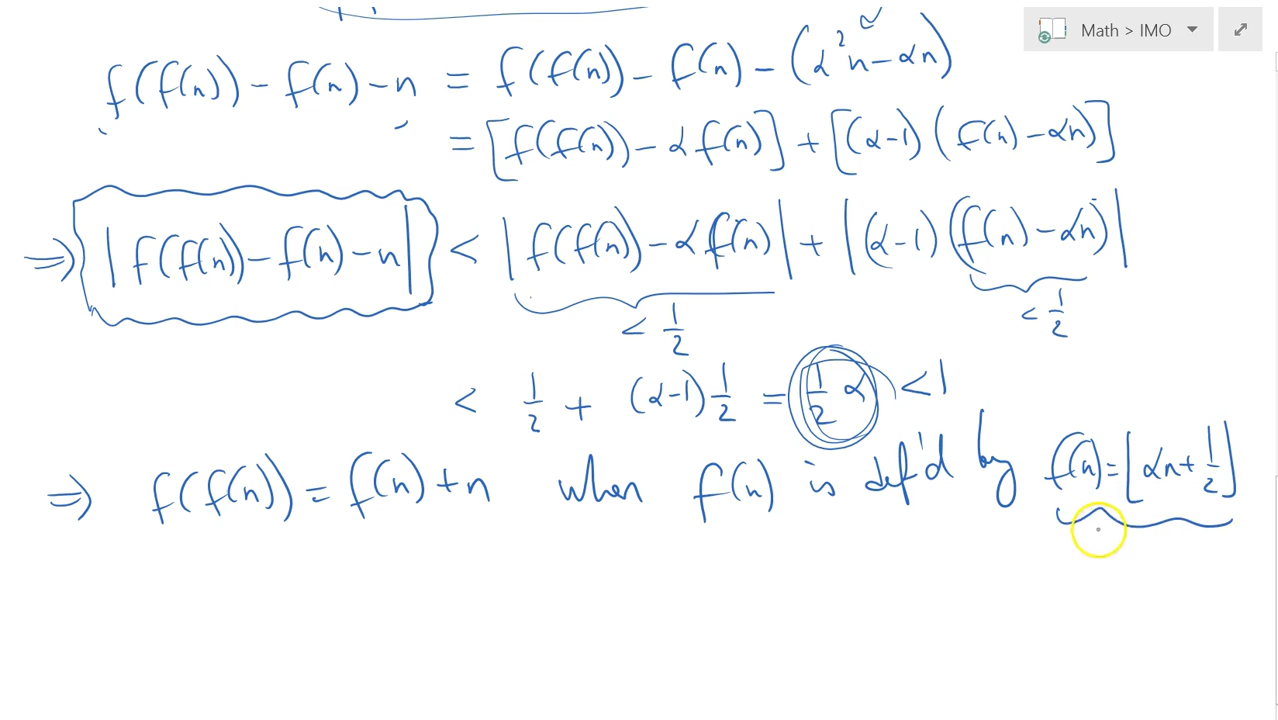 Math > IMO
f(f(n)) - f(n) - n = f(f(n)) - f(n) - (α²n - αn)
= [f(f(n)) - αf(n)] + [(α-1)(f(n) - αn)]
⇒ |f(f(n)) - f(n) - n| < |f(f(n)) - αf(n)| + |(α-1)(f(n) - αn)|
< 1/2 < 1/2
< 1/2 + (α-1) 1/2 = 1/2 α < 1
⇒ f(f(n)) = f(n) + n when f(n) is def'd by f(n) = ⌊αn + 1/2⌋